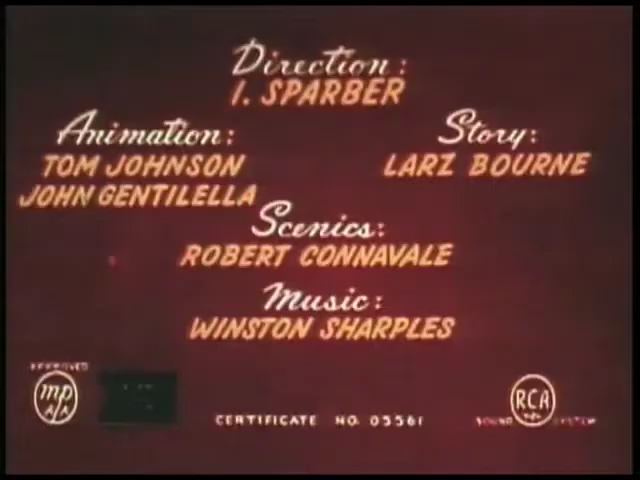 Direction:
I. SPARBER
Animation:
TOM JOHNSON
JOHN GENTILELLA
Story:
LARZ BOURNE
Scenics:
ROBERT CONNAVALE
Music:
WINSTON SHARPLES
APPROVED
MPAA
CERTIFICATE NO. 05561
RCA
SOUND SYSTEM